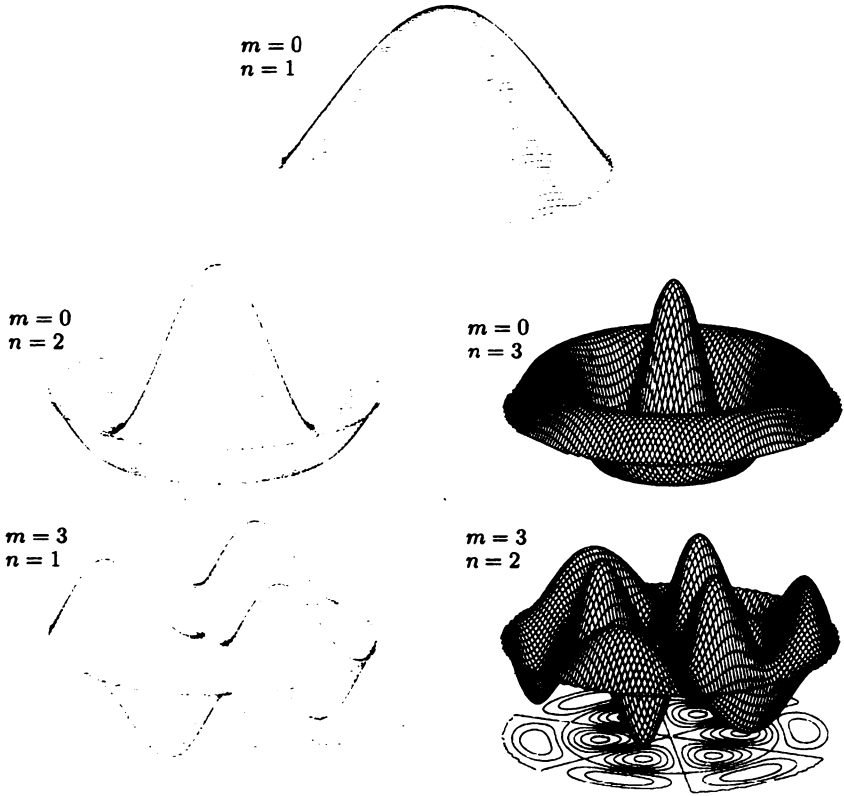 m = 0
n = 1
m = 0
n = 2
m = 0
n = 3
m = 3
n = 1
m = 3
n = 2